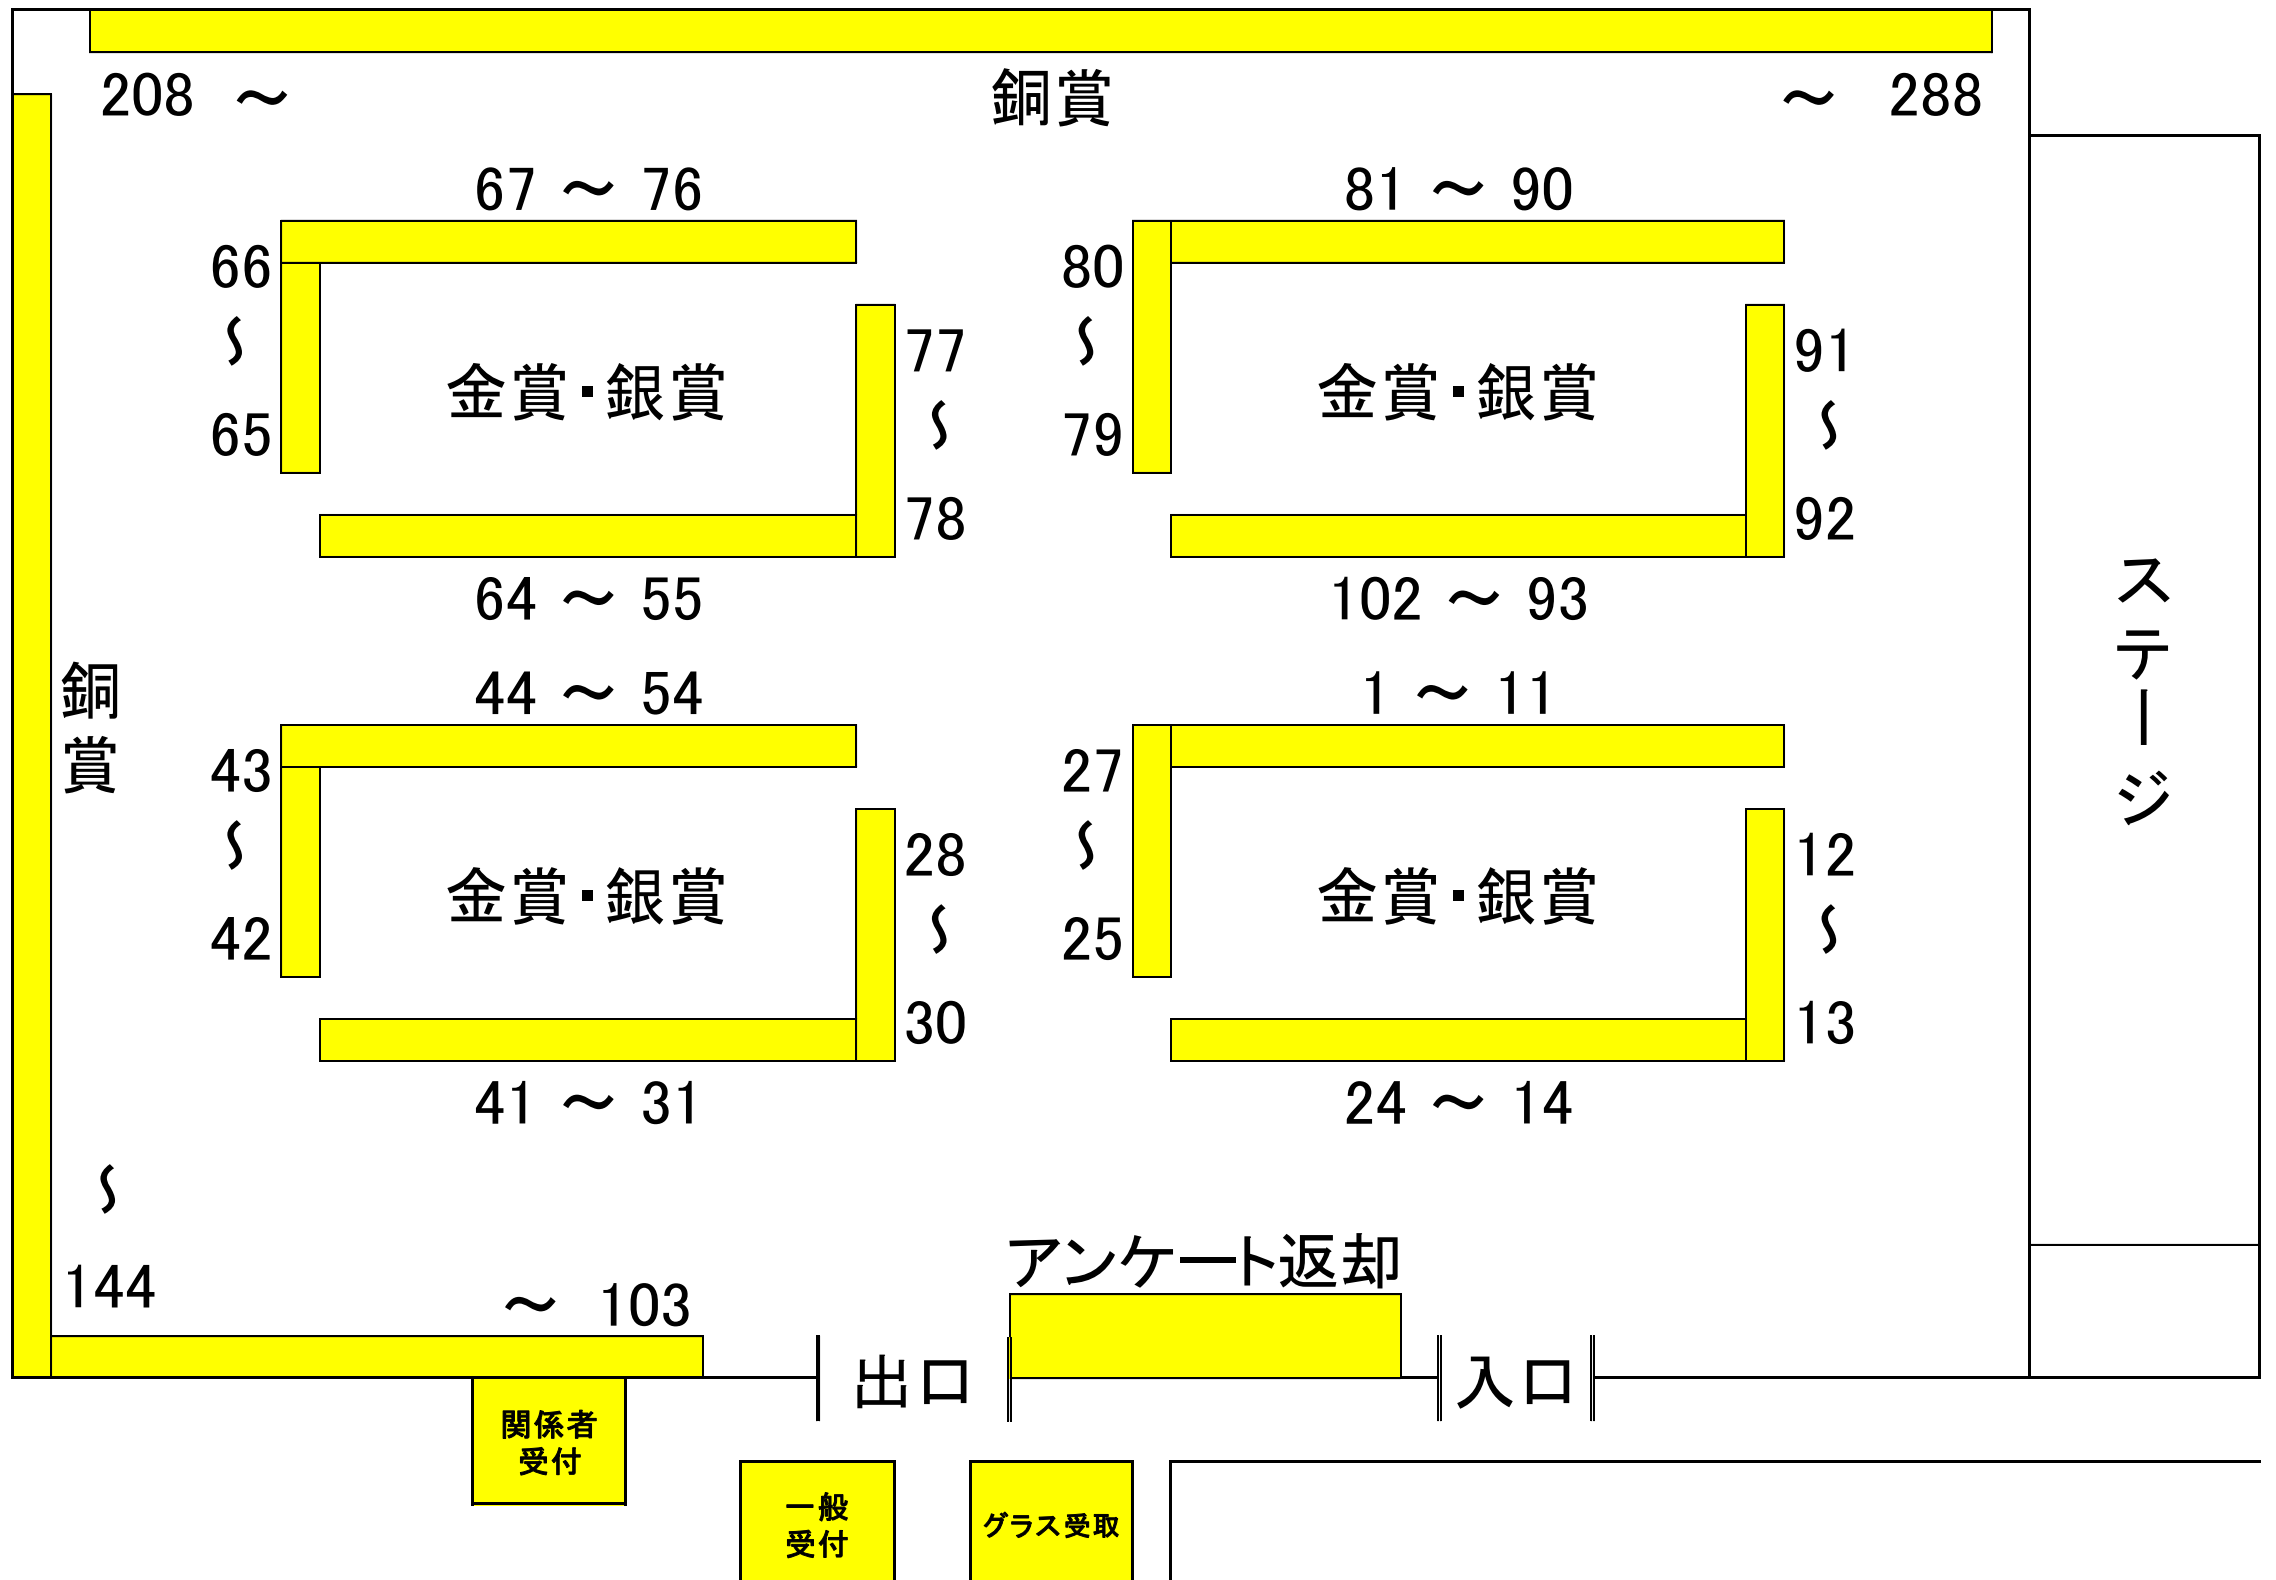 208 ～ 銅賞 ～ 288
67 ～ 76
81 ～ 90
66
～
65
金賞・銀賞
77
～
78
80
～
79
金賞・銀賞
91
～
92
64 ～ 55
102 ～ 93
ステージ
銅賞
44 ～ 54
1 ～ 11
43
～
42
金賞・銀賞
28
～
30
27
～
25
金賞・銀賞
12
～
13
41 ～ 31
24 ～ 14
～
144
～ 103
アンケート返却
出口
入口
関係者
受付
一般
受付
グラス受取